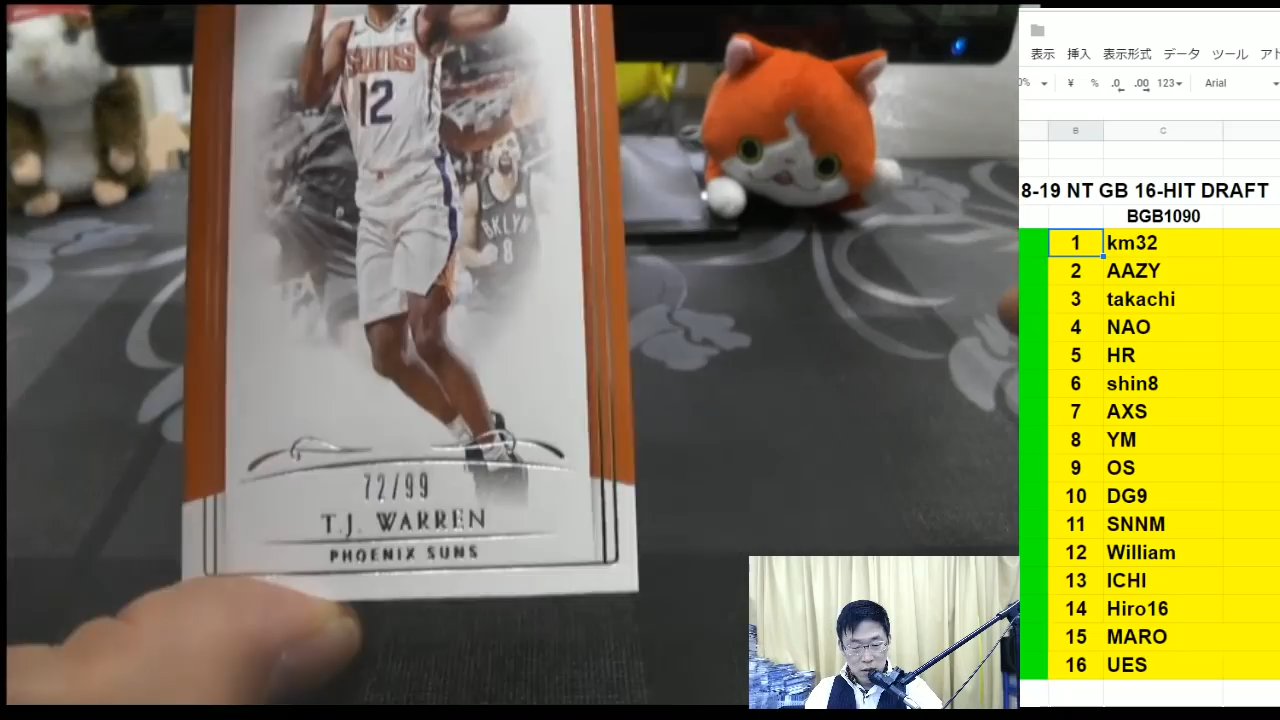 SUNS
12
BKLYN
8
72/99
T.J. WARREN
PHOENIX SUNS
表示 挿入 表示形式 データ ツール
0% ¥ % .0 .00 123 Arial
B C
8-19 NT GB 16-HIT DRAFT
BGB1090
1 km32
2 AAZY
3 takachi
4 NAO
5 HR
6 shin8
7 AXS
8 YM
9 OS
10 DG9
11 SNNM
12 William
13 ICHI
14 Hiro16
15 MARO
16 UES